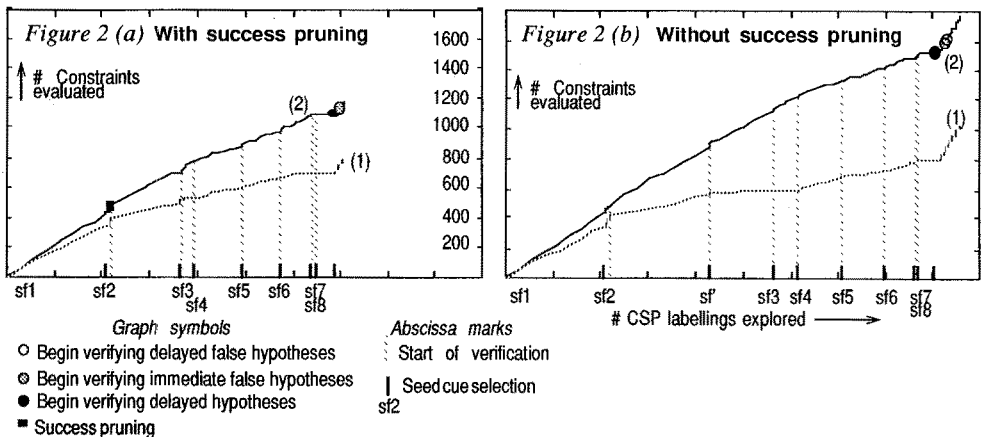 Figure 2 (a) With success pruning
# Constraints
evaluated
(2)
(1)
1600
1400
1200
1000
800
600
400
200
sf1 sf2 sf3 sf4 sf5 sf6 sf7 sf8
Figure 2 (b) Without success pruning
# Constraints
evaluated
(2)
(1)
sf1 sf2 sf' sf3 sf4 sf5 sf6 sf7 sf8
# CSP labellings explored
Graph symbols
Begin verifying delayed false hypotheses
Begin verifying immediate false hypotheses
Begin verifying delayed hypotheses
Success pruning
Abscissa marks
Start of verification
Seed cue selection
sf2